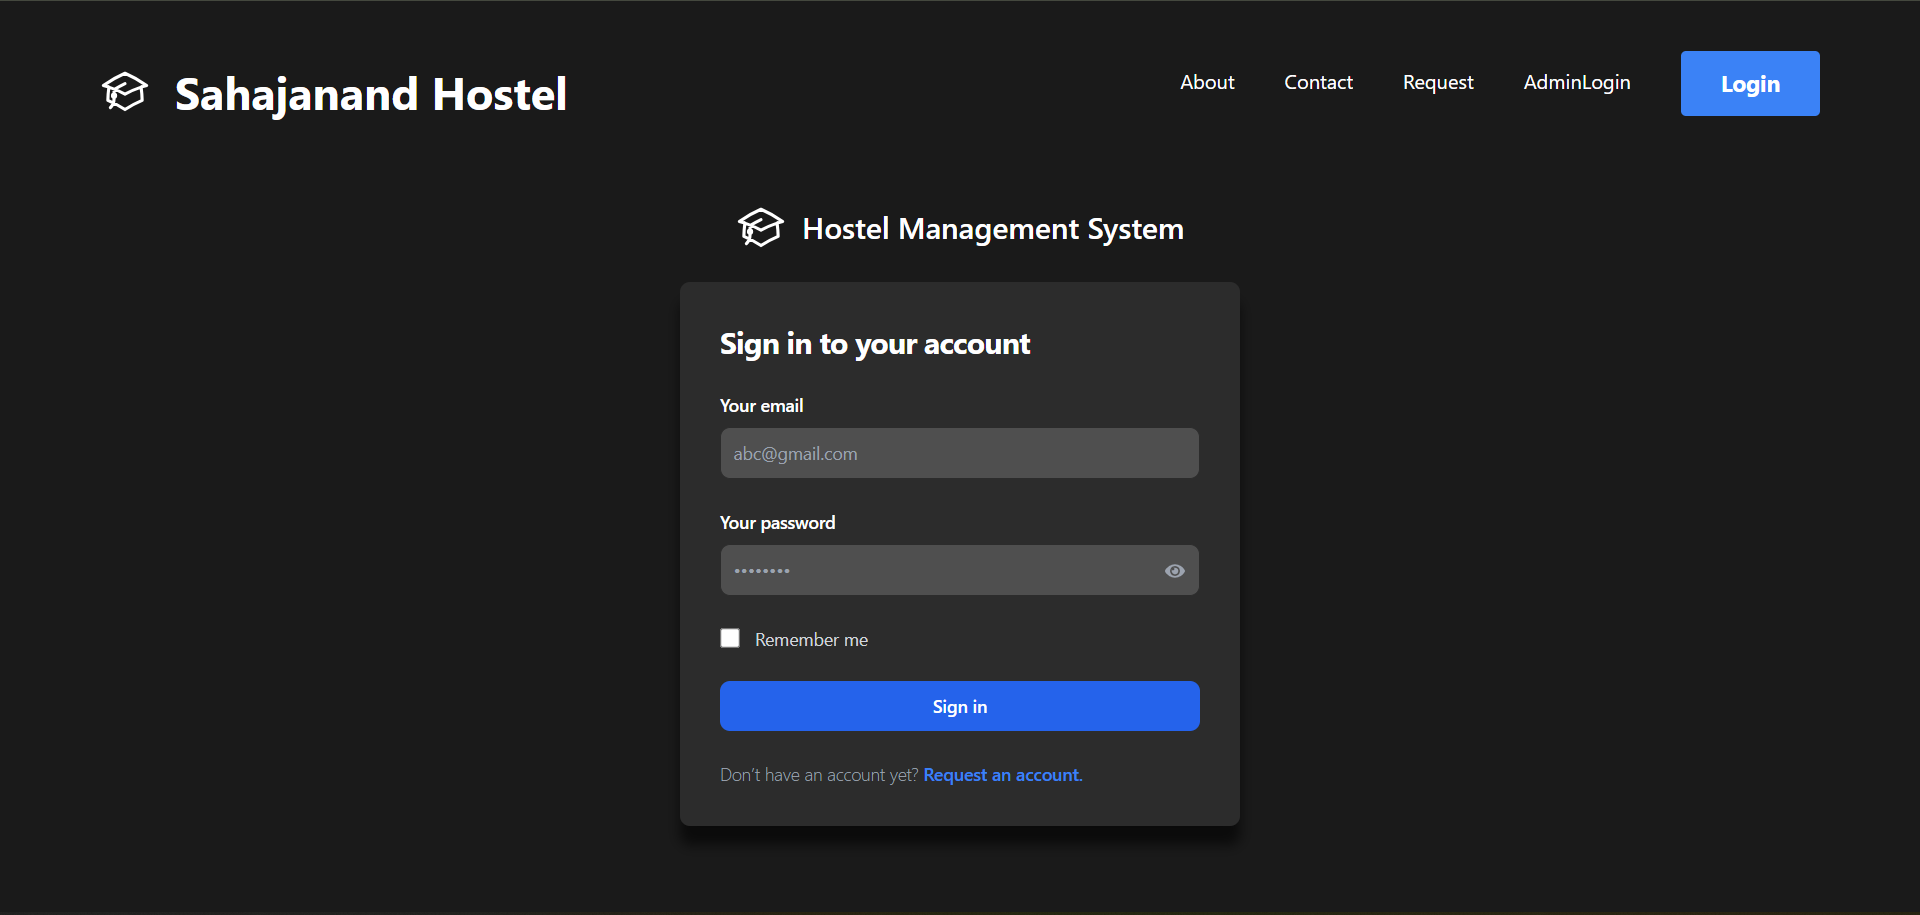 Sahajanand Hostel
About Contact Request AdminLogin Login
Hostel Management System
Sign in to your account
Your email
abc@gmail.com
Your password
••••••••
Remember me
Sign in
Don’t have an account yet? Request an account.